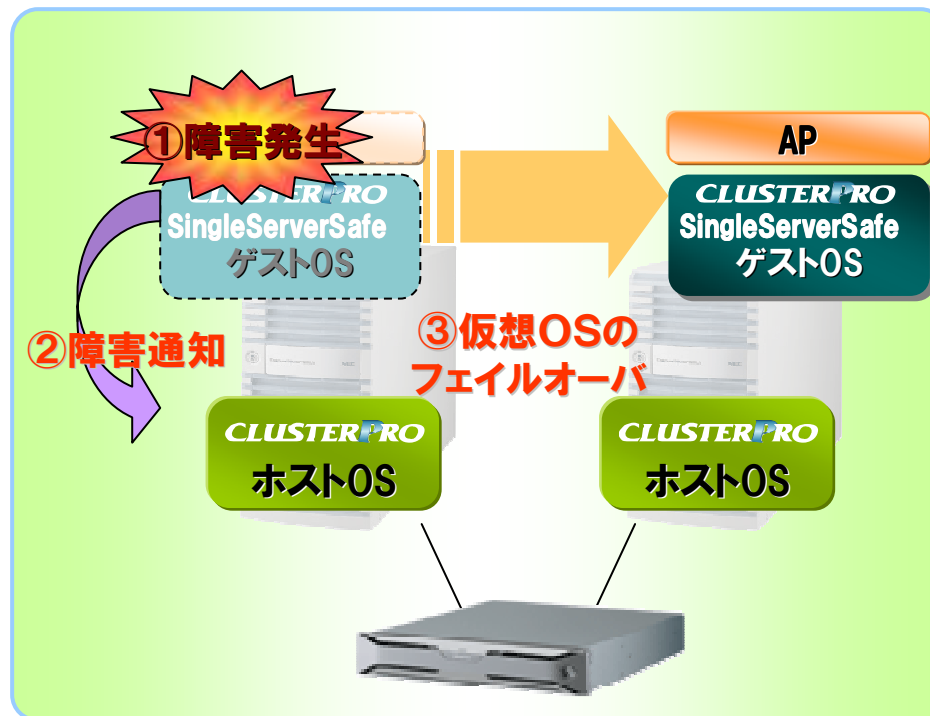 ①障害発生
AP
CLUSTERPRO
SingleServerSafe
ゲストOS
CLUSTERPRO
SingleServerSafe
ゲストOS
②障害通知
③仮想OSの
フェイルオーバ
CLUSTERPRO
ホストOS
CLUSTERPRO
ホストOS